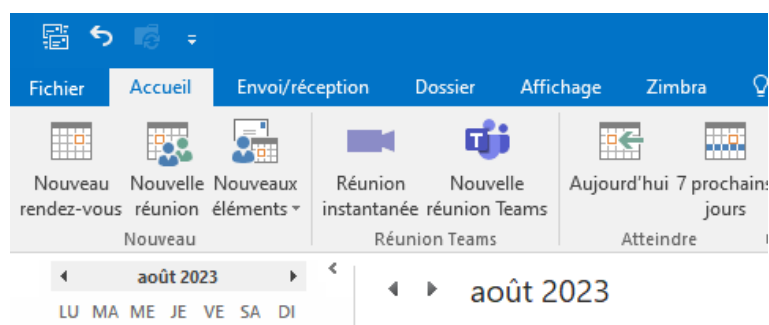 Fichier Accueil Envoi/réception Dossier Affichage Zimbra
Nouveau rendez-vous
Nouvelle réunion
Nouveaux éléments
Réunion instantanée
Nouvelle réunion Teams
Aujourd'hui
7 prochains jours
Nouveau Réunion Teams Atteindre
août 2023
LU MA ME JE VE SA DI
août 2023